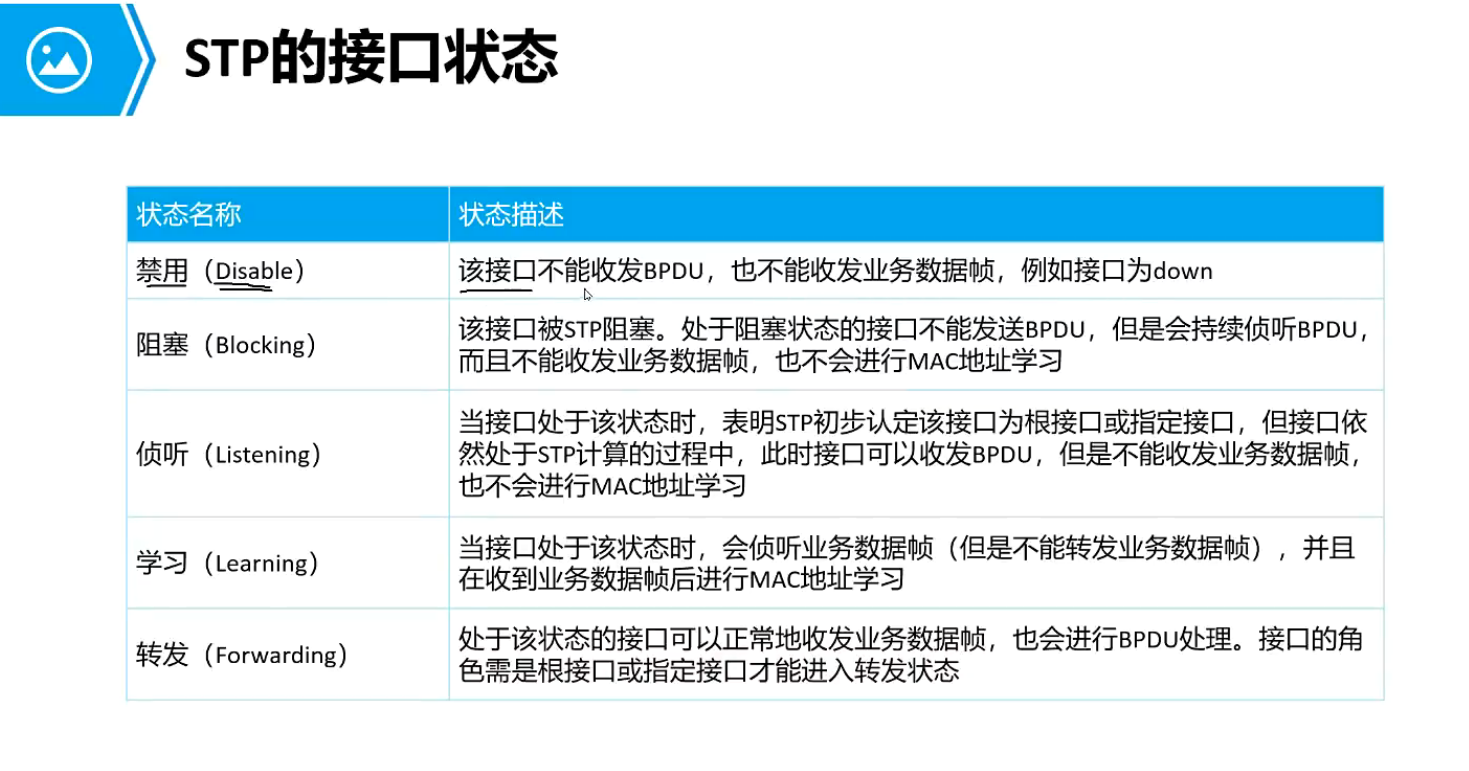 STP的接口状态
状态名称
状态描述
禁用（Disable）
该接口不能收发BPDU，也不能收发业务数据帧，例如接口为down
阻塞（Blocking）
该接口被STP阻塞。处于阻塞状态的接口不能发送BPDU，但是会持续侦听BPDU，
而且不能收发业务数据帧，也不会进行MAC地址学习
侦听（Listening）
当接口处于该状态时，表明STP初步认定该接口为根接口或指定接口，但接口依
然处于STP计算的过程中，此时接口可以收发BPDU，但是不能收发业务数据帧，
也不会进行MAC地址学习
学习（Learning）
当接口处于该状态时，会侦听业务数据帧（但是不能转发业务数据帧），并且
在收到业务数据帧后进行MAC地址学习
转发（Forwarding）
处于该状态的接口可以正常地收发业务数据帧，也会进行BPDU处理。接口的角
色需是根接口或指定接口才能进入转发状态